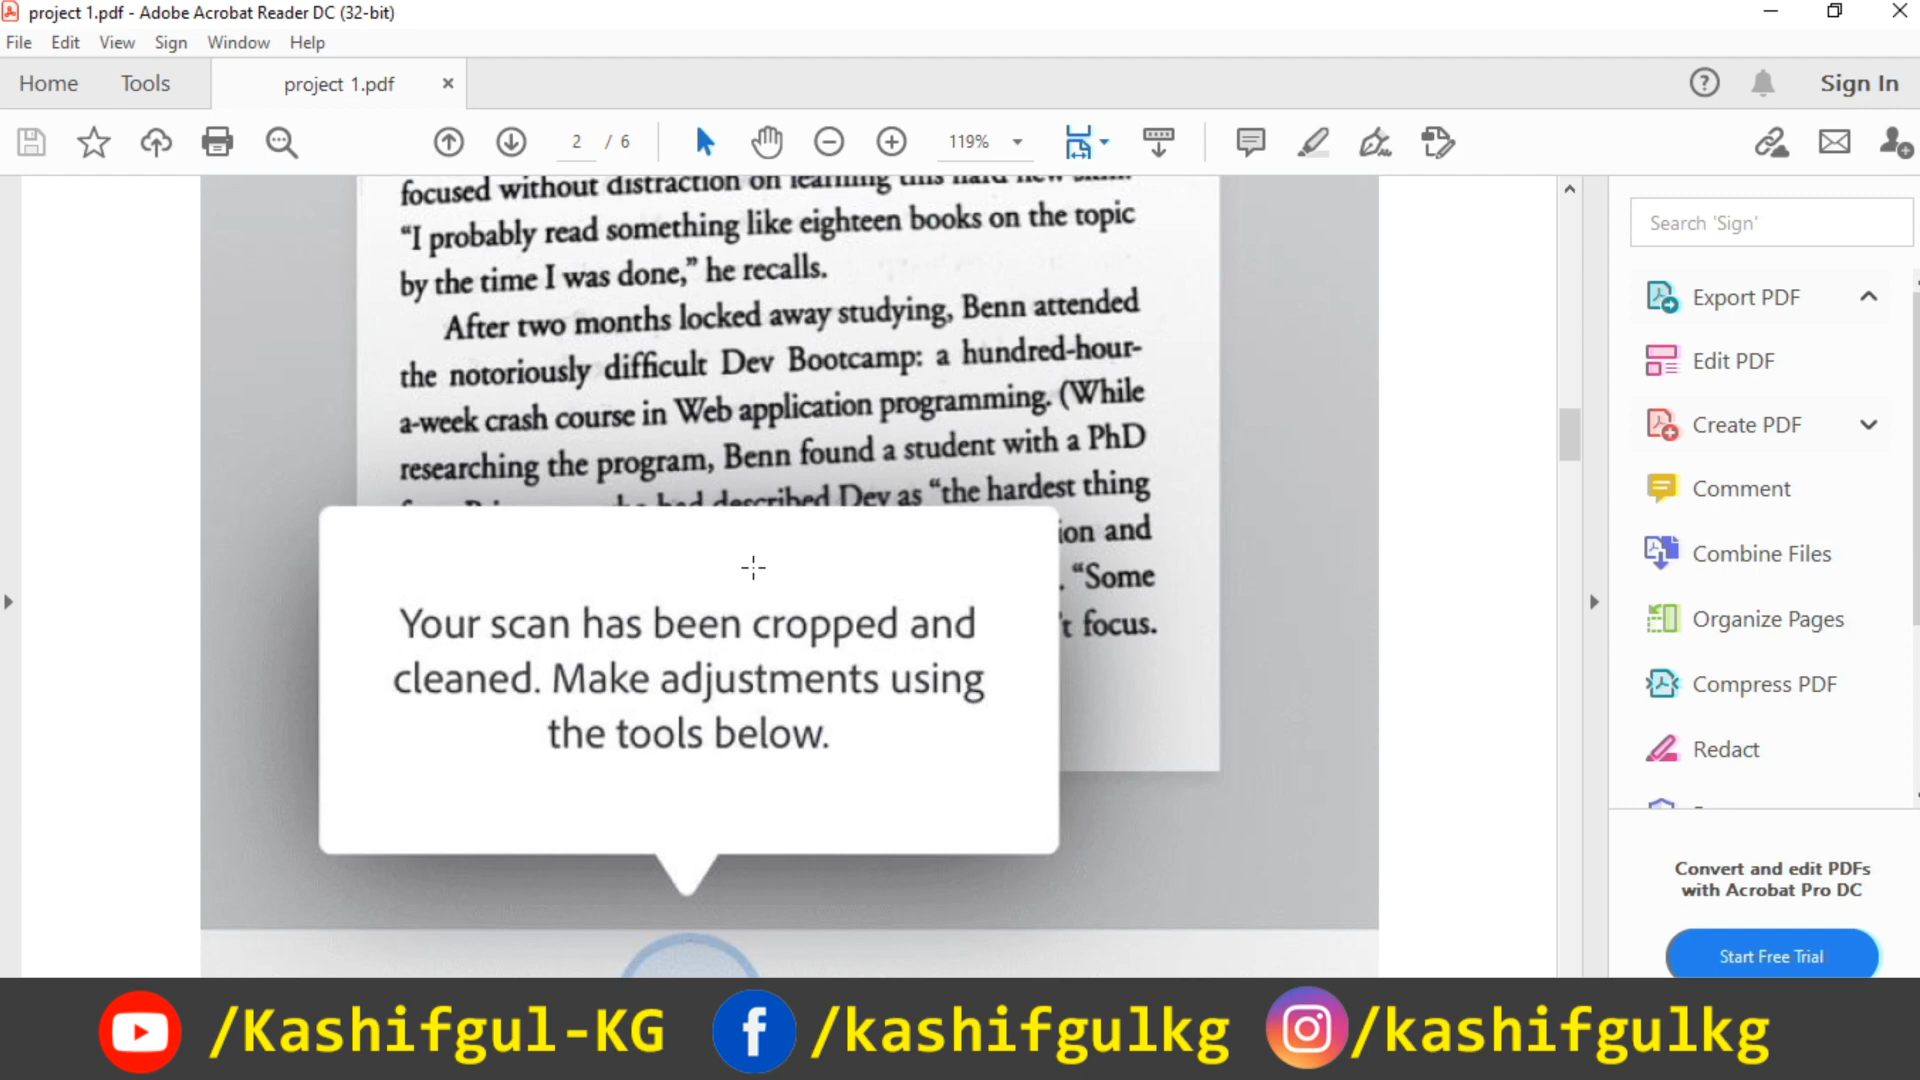 project 1.pdf - Adobe Acrobat Reader DC (32-bit)
File Edit View Sign Window Help
Home Tools project 1.pdf × Sign In
2 / 6 119%
focused without distraction on learning this hard new skill.
“I probably read something like eighteen books on the topic
by the time I was done,” he recalls.
After two months locked away studying, Benn attended
the notoriously difficult Dev Bootcamp: a hundred-hour-
a-week crash course in Web application programming. (While
researching the program, Benn found a student with a PhD
had described Dev as “the hardest thing
ion and
. “Some
't focus.
Your scan has been cropped and
cleaned. Make adjustments using
the tools below.
Search 'Sign'
Export PDF
Edit PDF
Create PDF
Comment
Combine Files
Organize Pages
Compress PDF
Redact
Convert and edit PDFs
with Acrobat Pro DC
Start Free Trial
/Kashifgul-KG /kashifgulkg /kashifgulkg